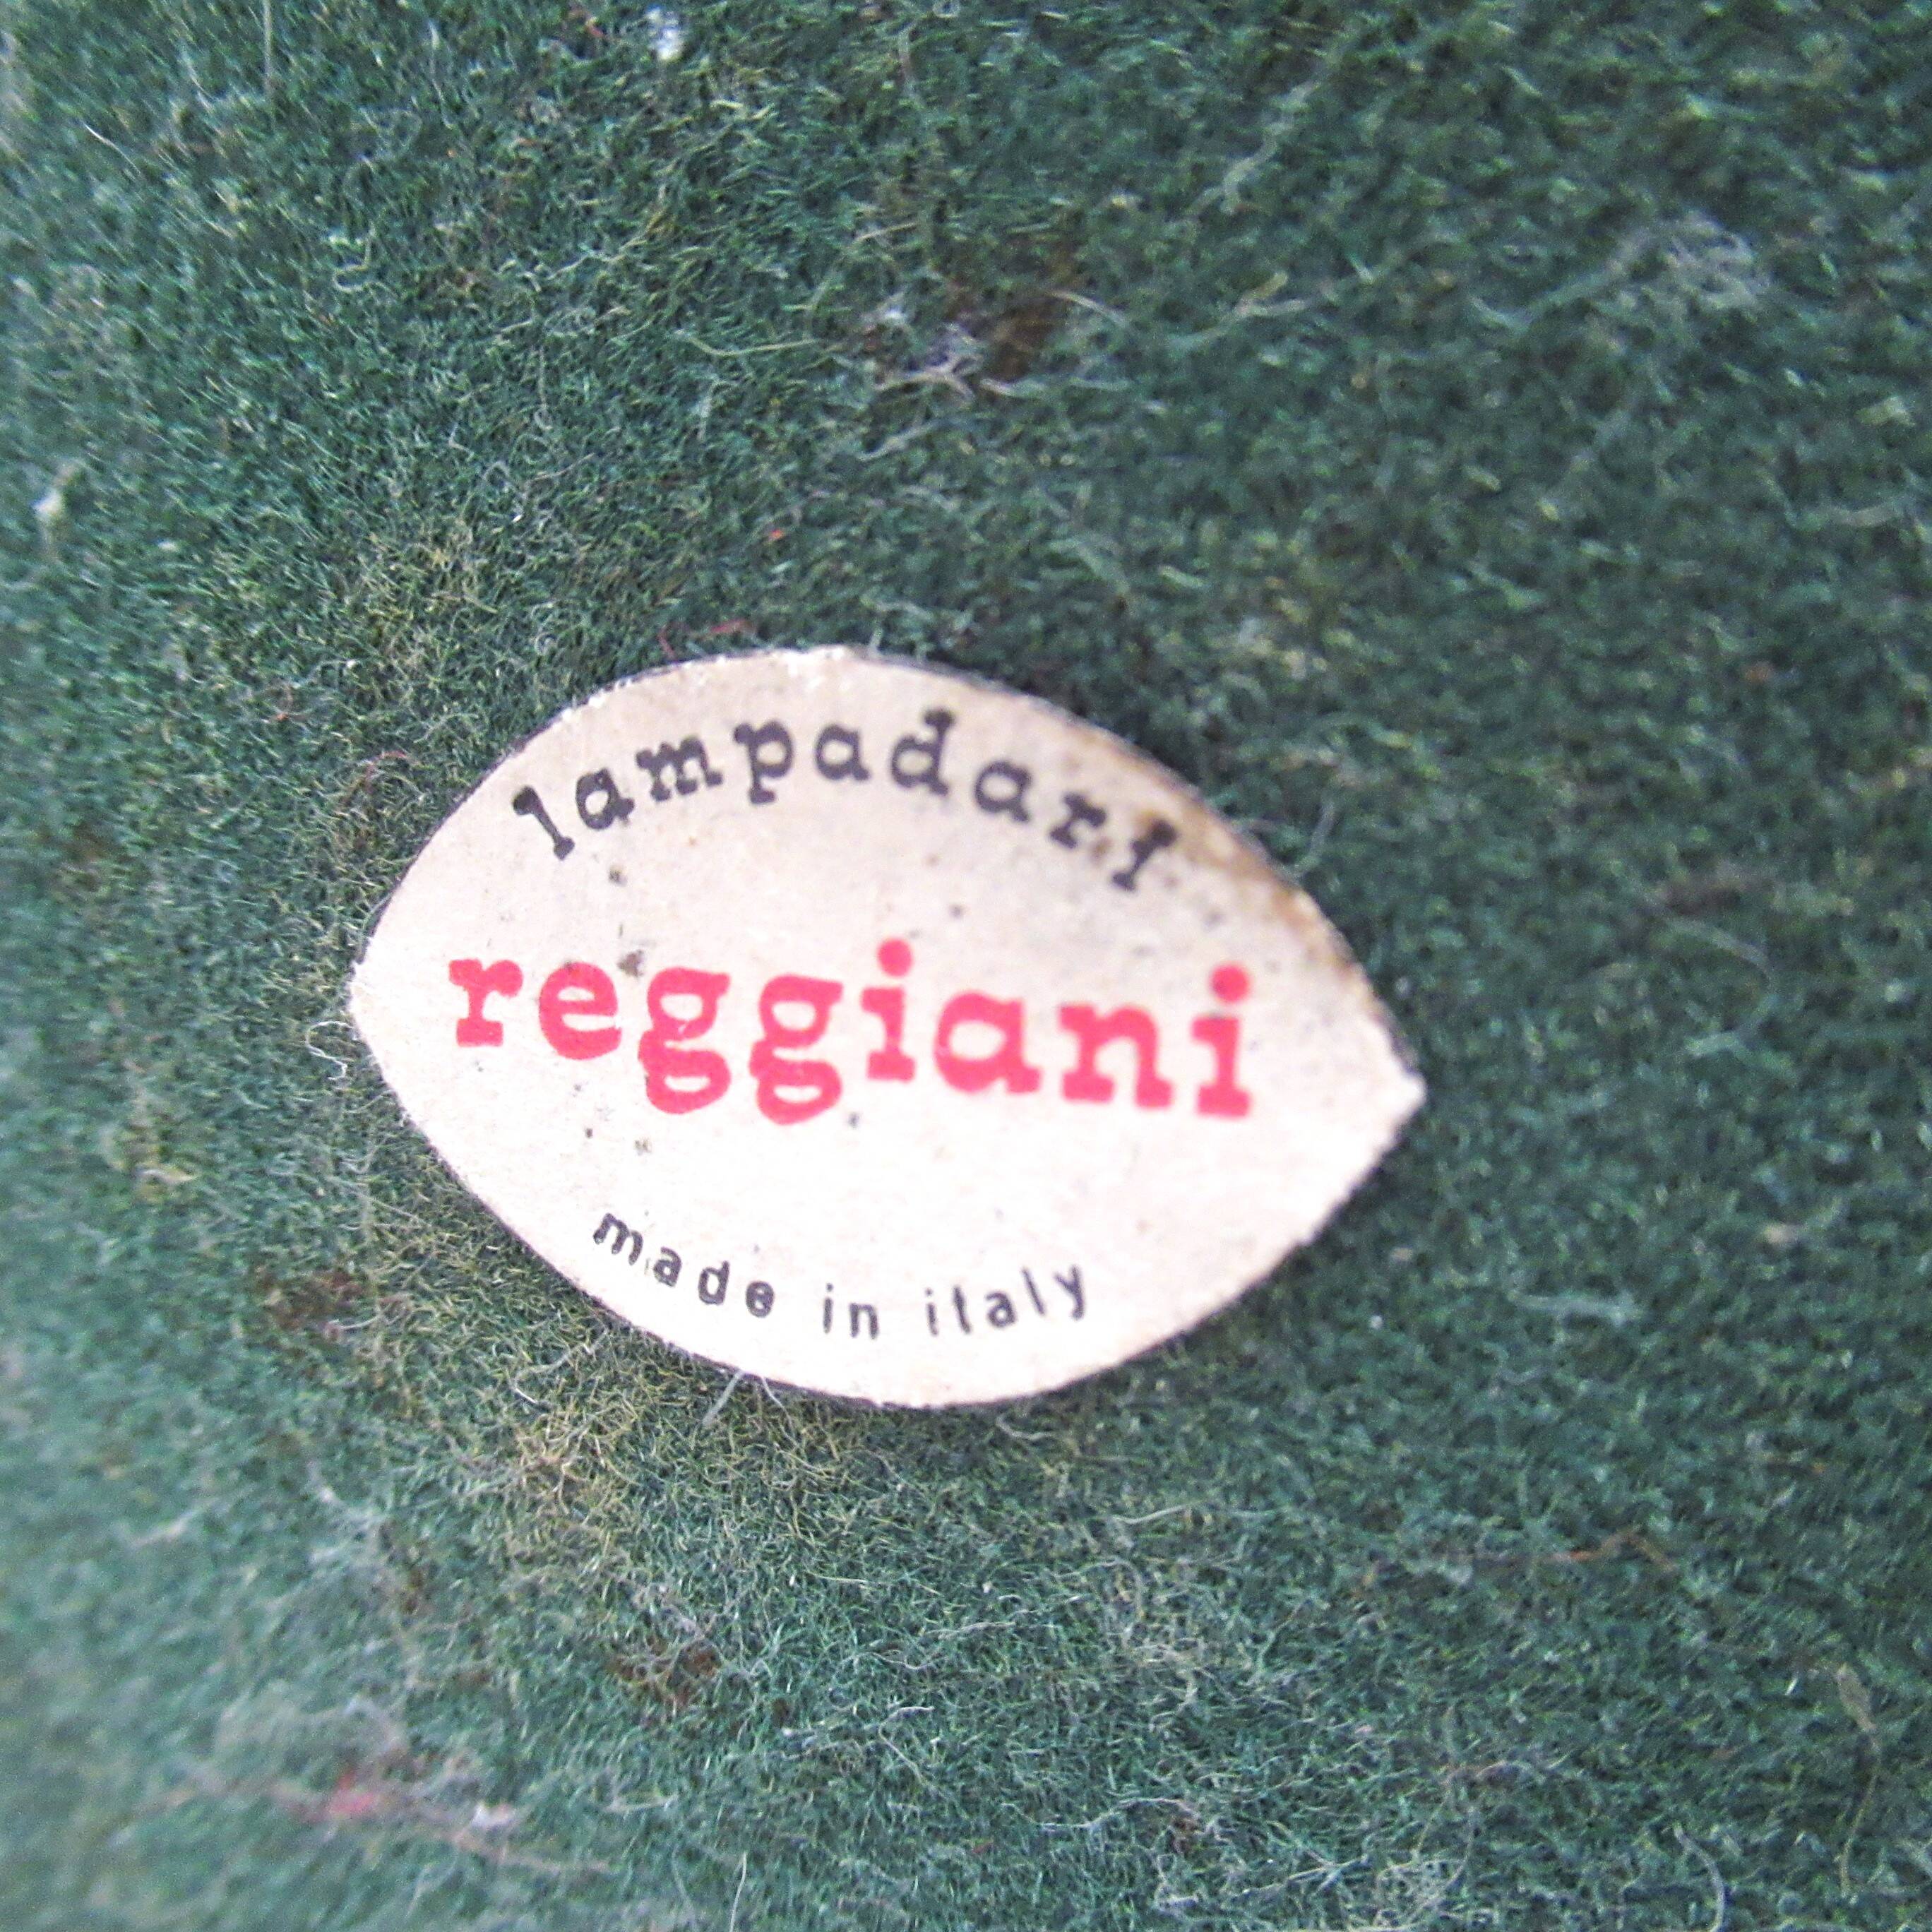 lampadari
reggiani
made in italy